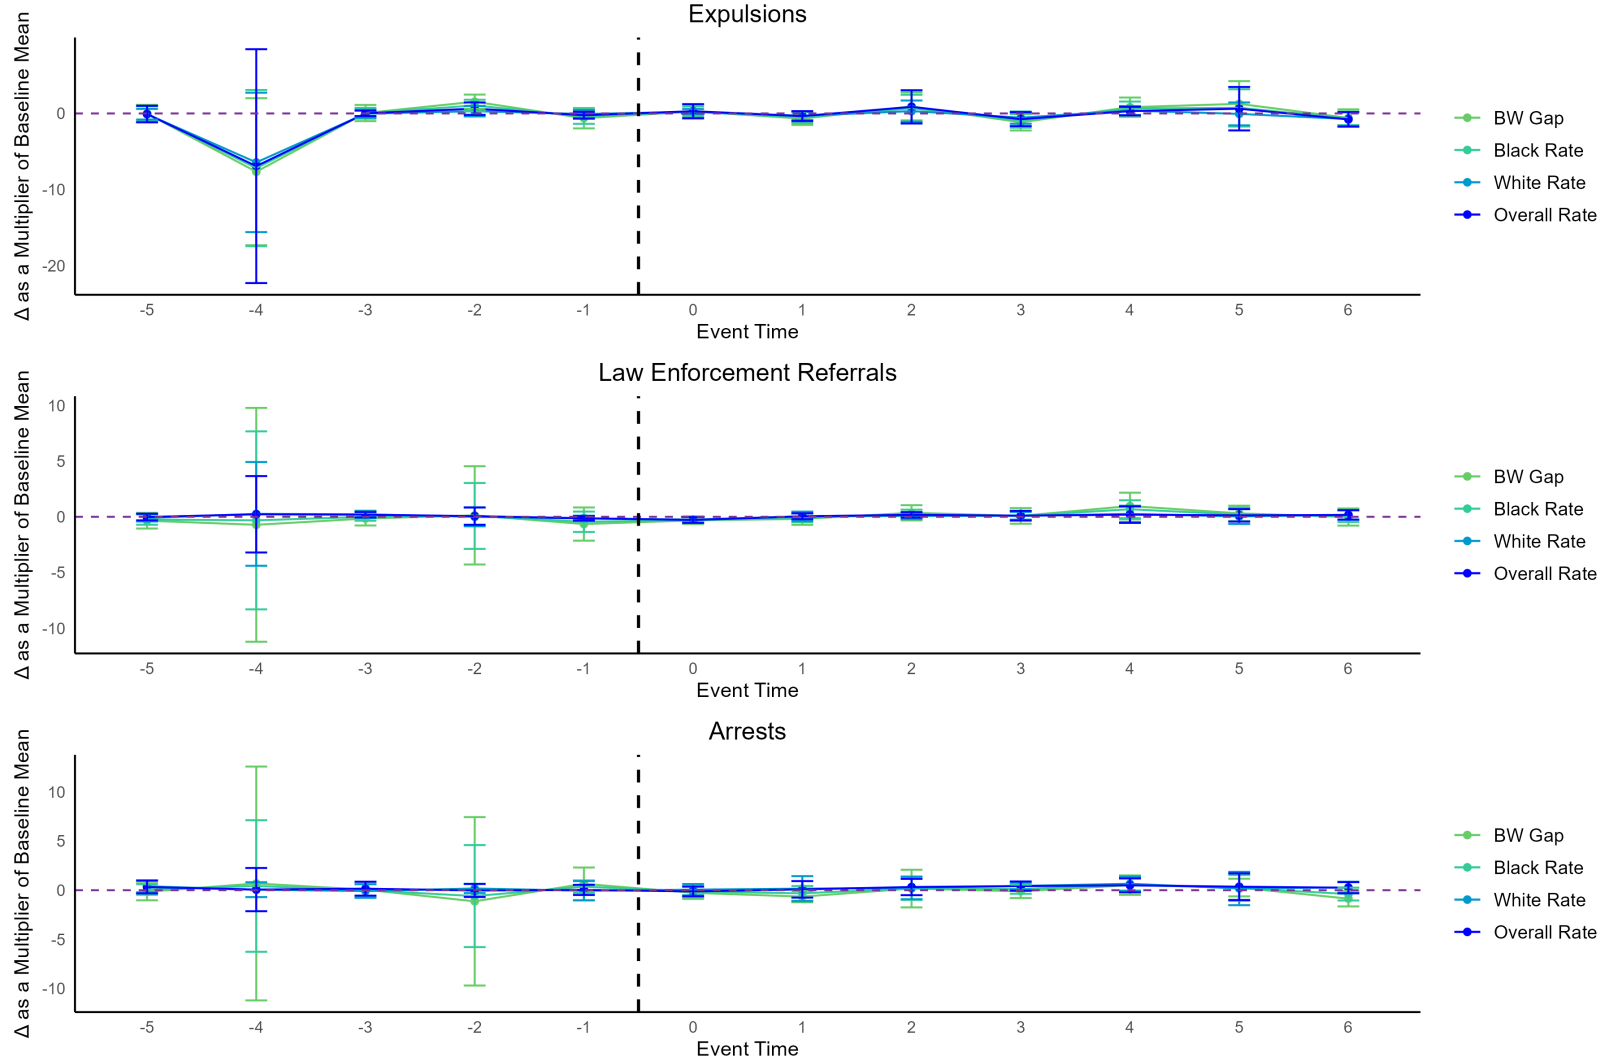 Expulsions
Δ as a Multiplier of Baseline Mean
0
-10
-20
-5 -4 -3 -2 -1 0 1 2 3 4 5 6
Event Time
BW Gap
Black Rate
White Rate
Overall Rate
Law Enforcement Referrals
Δ as a Multiplier of Baseline Mean
10
5
0
-5
-10
-5 -4 -3 -2 -1 0 1 2 3 4 5 6
Event Time
BW Gap
Black Rate
White Rate
Overall Rate
Arrests
Δ as a Multiplier of Baseline Mean
10
5
0
-5
-10
-5 -4 -3 -2 -1 0 1 2 3 4 5 6
Event Time
BW Gap
Black Rate
White Rate
Overall Rate